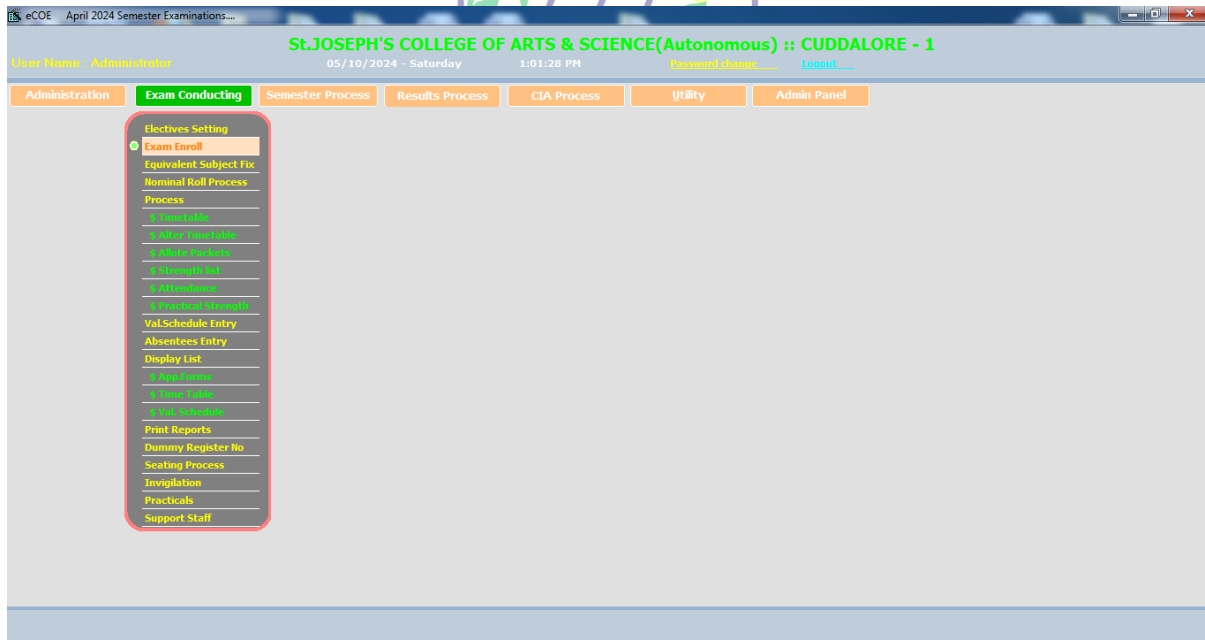 eCOE April 2024 Semester Examinations....
St.JOSEPH'S COLLEGE OF ARTS & SCIENCE(Autonomous) :: CUDDALORE - 1
User Name : Administrator 05/10/2024 - Saturday 1:01:28 PM Password change Logout
Administration Exam Conducting Semester Process Results Process CIA Process Utility Admin Panel
Electives Setting
Exam Enroll
Equivalent Subject Fix
Nominal Roll Process
Process
$ Timetable
$ Alter Timetable
$ Allote Packets
$ Strength list
$ Attendance
$ Practical Strength
Val.Schedule Entry
Absentees Entry
Display List
$ App.Forms
$ Time Table
$ Val. Schedule
Print Reports
Dummy Register No
Seating Process
Invigilation
Practicals
Support Staff